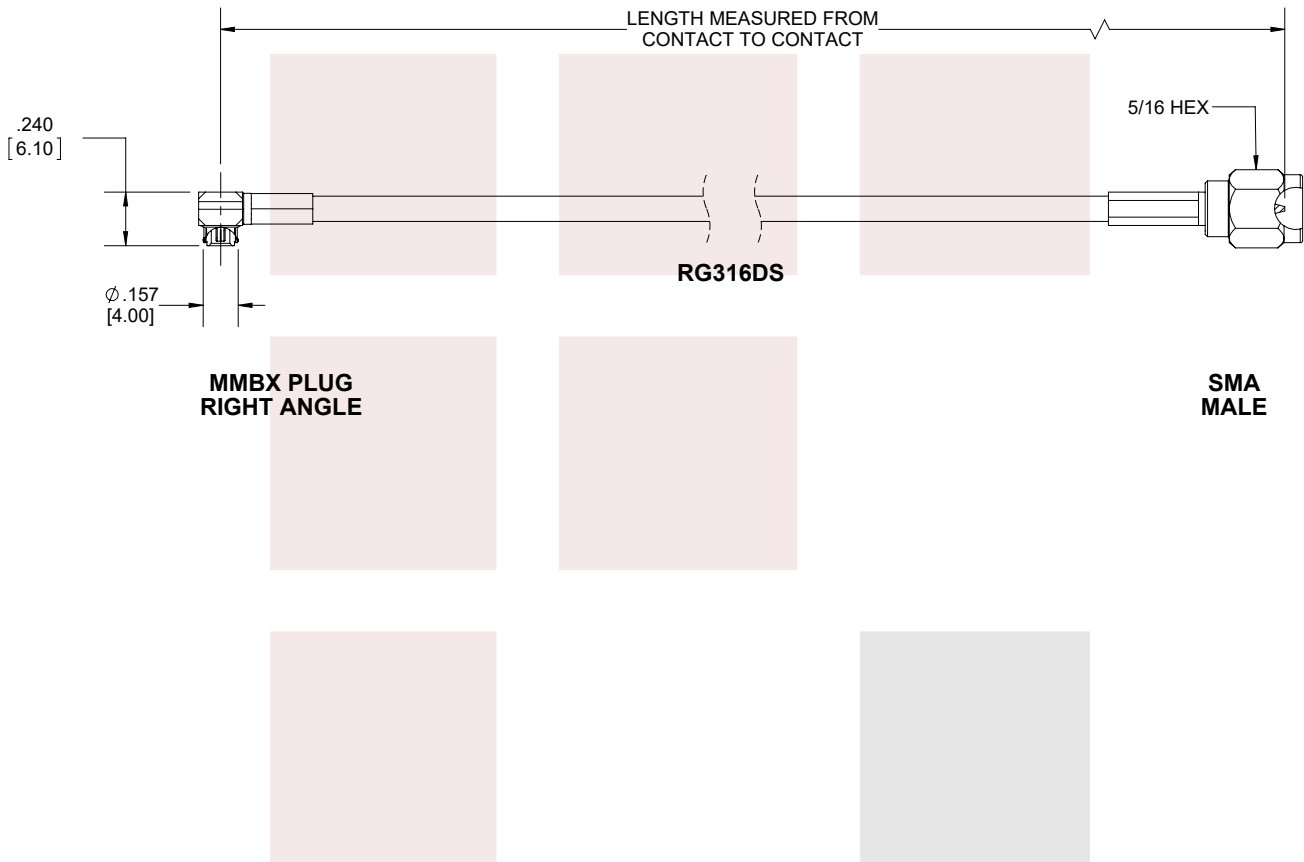 LENGTH MEASURED FROM
CONTACT TO CONTACT
5/16 HEX
.240
[6.10]
RG316DS
⌀.157
[4.00]
MMBX PLUG
RIGHT ANGLE
SMA
MALE